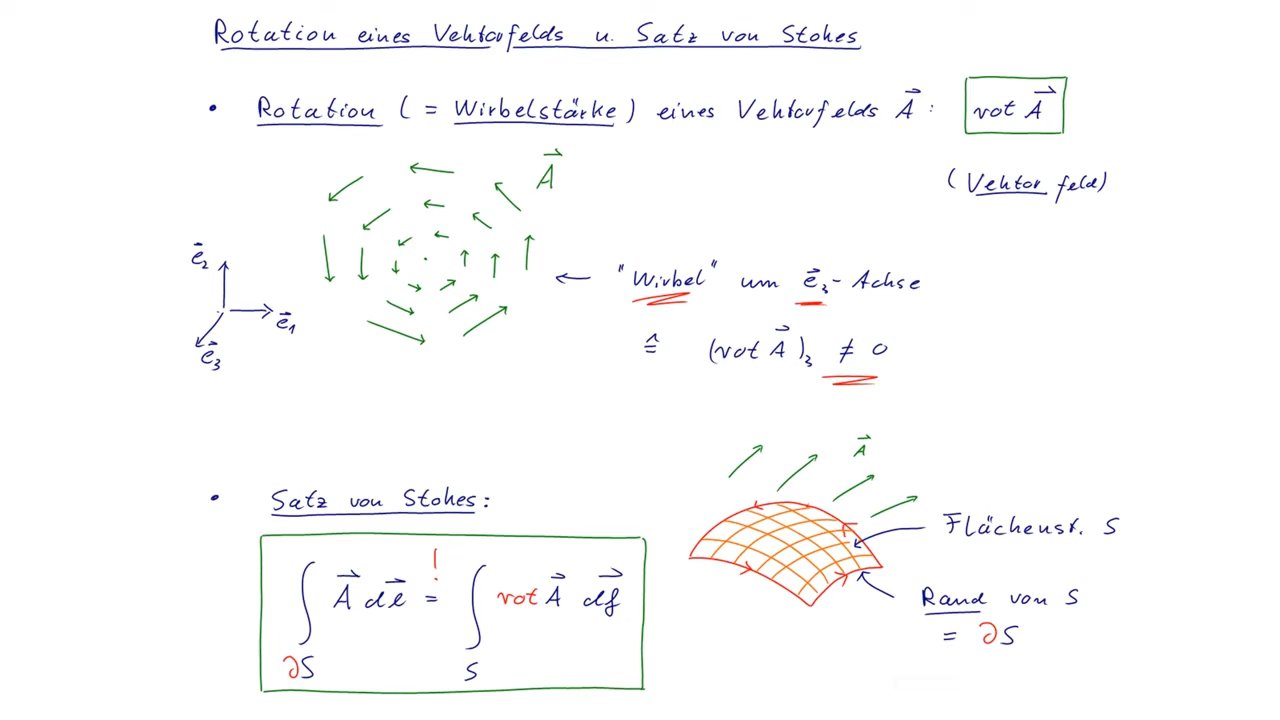 Rotation eines Vektorfelds u. Satz von Stokes
• Rotation (= Wirbelstärke) eines Vektorfelds A⃗ : rot A⃗
(Vektorfeld)
A⃗
e⃗₂
e⃗₁
e⃗₃
← "Wirbel" um e⃗₃-Achse
≙ (rot A⃗)₃ ≠ 0
A⃗
• Satz von Stokes:
Flächenst. S
∫_∂S A⃗ dl⃗ =! ∫_S rot A⃗ df⃗
Rand von S
= ∂S